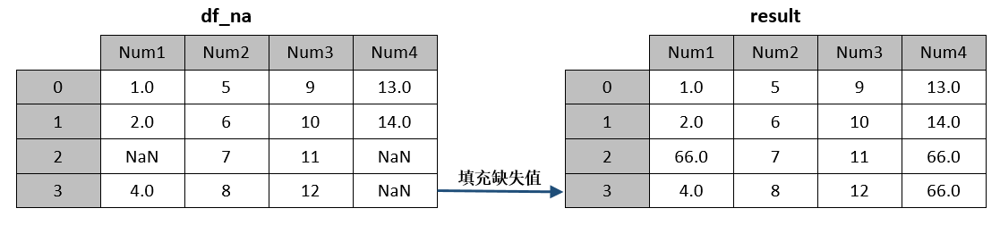 df_na
Num1 Num2 Num3 Num4
0 1.0 5 9 13.0
1 2.0 6 10 14.0
2 NaN 7 11 NaN
3 4.0 8 12 NaN
填充缺失值
result
Num1 Num2 Num3 Num4
0 1.0 5 9 13.0
1 2.0 6 10 14.0
2 66.0 7 11 66.0
3 4.0 8 12 66.0